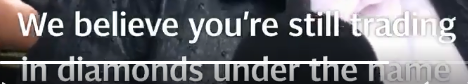 We believe you're still trading
in diamonds under the name